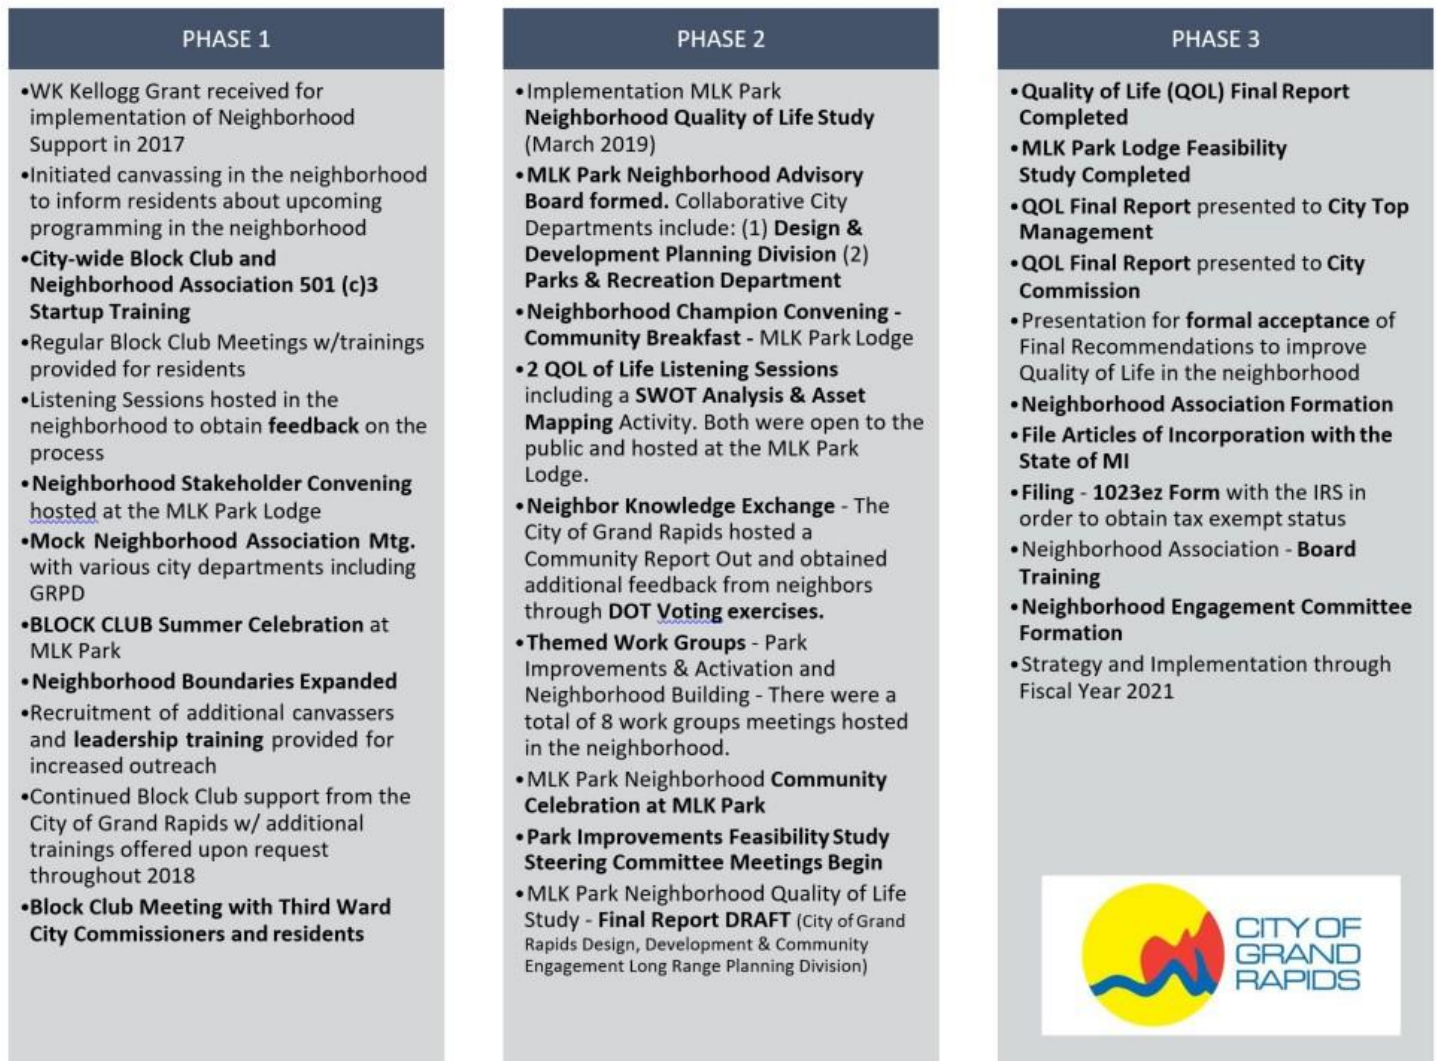 PHASE 1
•WK Kellogg Grant received for
implementation of Neighborhood
Support in 2017
•Initiated canvassing in the neighborhood
to inform residents about upcoming
programming in the neighborhood
•City-wide Block Club and
Neighborhood Association 501 (c)3
Startup Training
•Regular Block Club Meetings w/trainings
provided for residents
•Listening Sessions hosted in the
neighborhood to obtain feedback on the
process
•Neighborhood Stakeholder Convening
hosted at the MLK Park Lodge
•Mock Neighborhood Association Mtg.
with various city departments including
GRPD
•BLOCK CLUB Summer Celebration at
MLK Park
•Neighborhood Boundaries Expanded
•Recruitment of additional canvassers
and leadership training provided for
increased outreach
•Continued Block Club support from the
City of Grand Rapids w/ additional
trainings offered upon request
throughout 2018
•Block Club Meeting with Third Ward
City Commissioners and residents
PHASE 2
•Implementation MLK Park
Neighborhood Quality of Life Study
(March 2019)
•MLK Park Neighborhood Advisory
Board formed. Collaborative City
Departments include: (1) Design &
Development Planning Division (2)
Parks & Recreation Department
•Neighborhood Champion Convening -
Community Breakfast - MLK Park Lodge
•2 QOL of Life Listening Sessions
including a SWOT Analysis & Asset
Mapping Activity. Both were open to the
public and hosted at the MLK Park
Lodge.
•Neighbor Knowledge Exchange - The
City of Grand Rapids hosted a
Community Report Out and obtained
additional feedback from neighbors
through DOT Voting exercises.
•Themed Work Groups - Park
Improvements & Activation and
Neighborhood Building - There were a
total of 8 work groups meetings hosted
in the neighborhood.
•MLK Park Neighborhood Community
Celebration at MLK Park
•Park Improvements Feasibility Study
Steering Committee Meetings Begin
•MLK Park Neighborhood Quality of Life
Study - Final Report DRAFT (City of Grand
Rapids Design, Development & Community
Engagement Long Range Planning Division)
PHASE 3
•Quality of Life (QOL) Final Report
Completed
•MLK Park Lodge Feasibility
Study Completed
•QOL Final Report presented to City Top
Management
•QOL Final Report presented to City
Commission
•Presentation for formal acceptance of
Final Recommendations to improve
Quality of Life in the neighborhood
•Neighborhood Association Formation
•File Articles of Incorporation with the
State of MI
•Filing - 1023ez Form with the IRS in
order to obtain tax exempt status
•Neighborhood Association - Board
Training
•Neighborhood Engagement Committee
Formation
•Strategy and Implementation through
Fiscal Year 2021
CITY OF
GRAND
RAPIDS